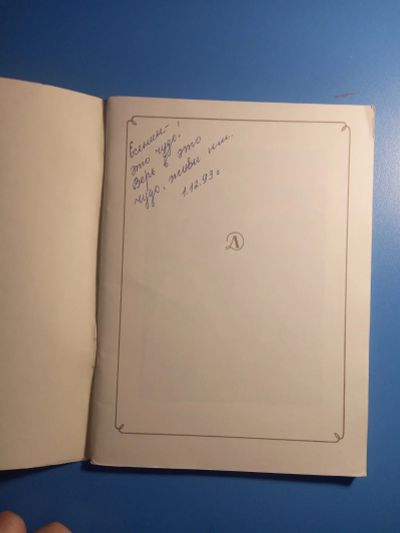 Есенин –
это чудо!
Верь в это
чудо, живи им.
1.12.93 г
Д